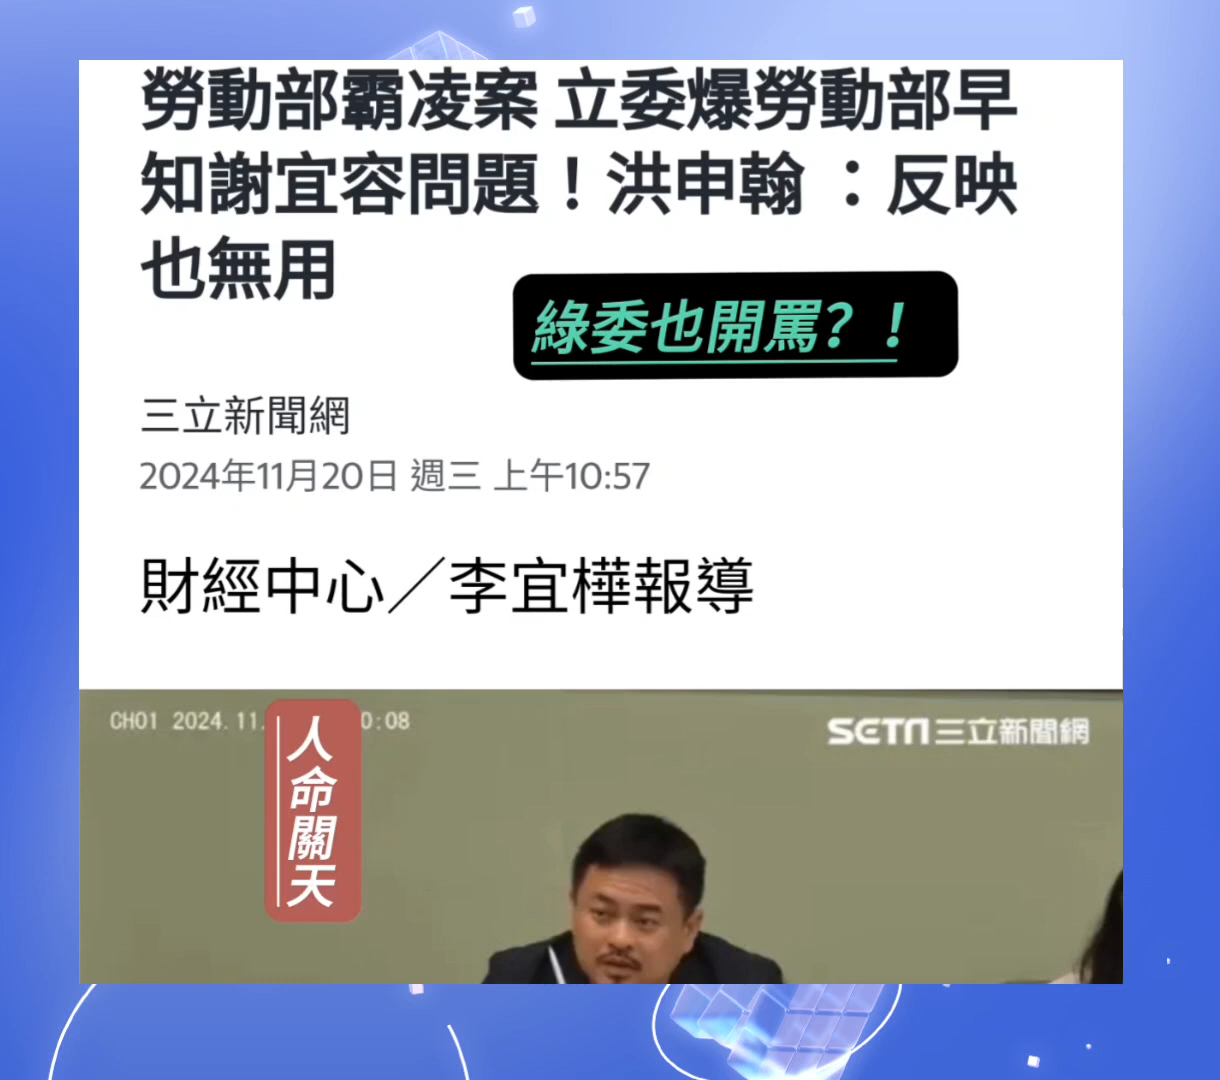 勞動部霸凌案 立委爆勞動部早
知謝宜容問題！洪申翰 ：反映
也無用
綠委也開罵？！
三立新聞網
2024年11月20日 週三 上午10:57
財經中心／李宜樺報導
CH01 2024.11. 0:08
SETN三立新聞網
人命關天